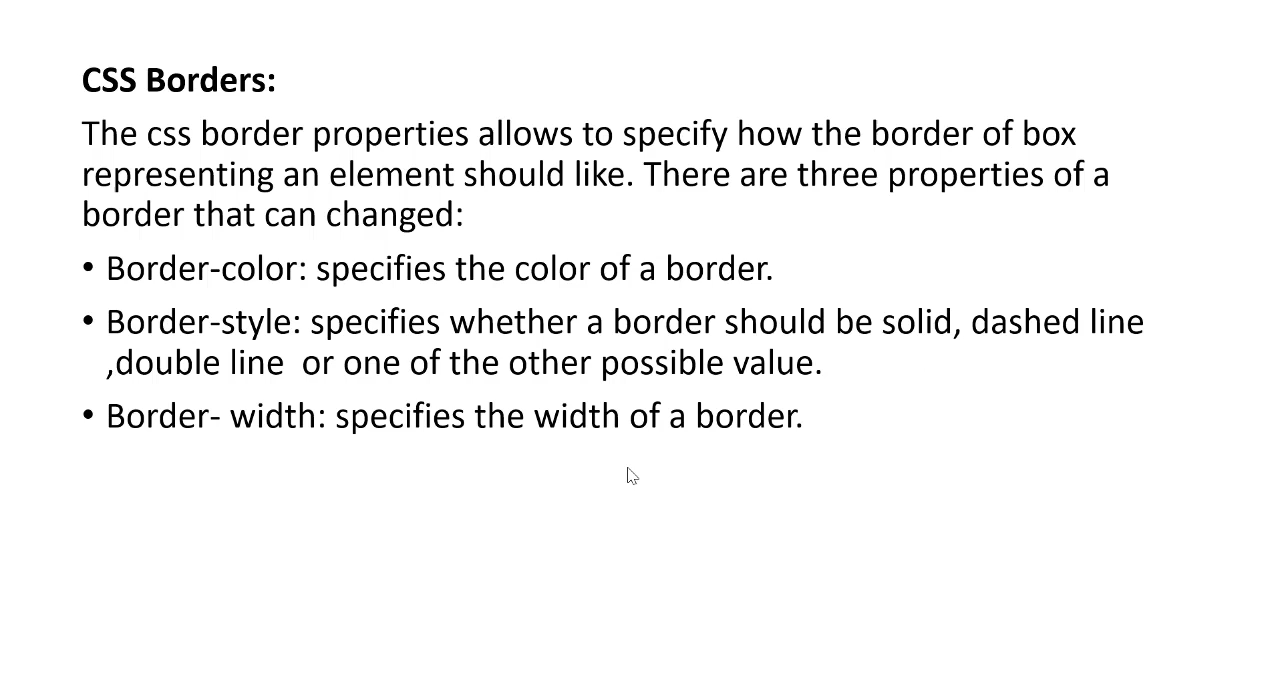 CSS Borders:
The css border properties allows to specify how the border of box
representing an element should like. There are three properties of a
border that can changed:
• Border-color: specifies the color of a border.
• Border-style: specifies whether a border should be solid, dashed line
,double line  or one of the other possible value.
• Border- width: specifies the width of a border.